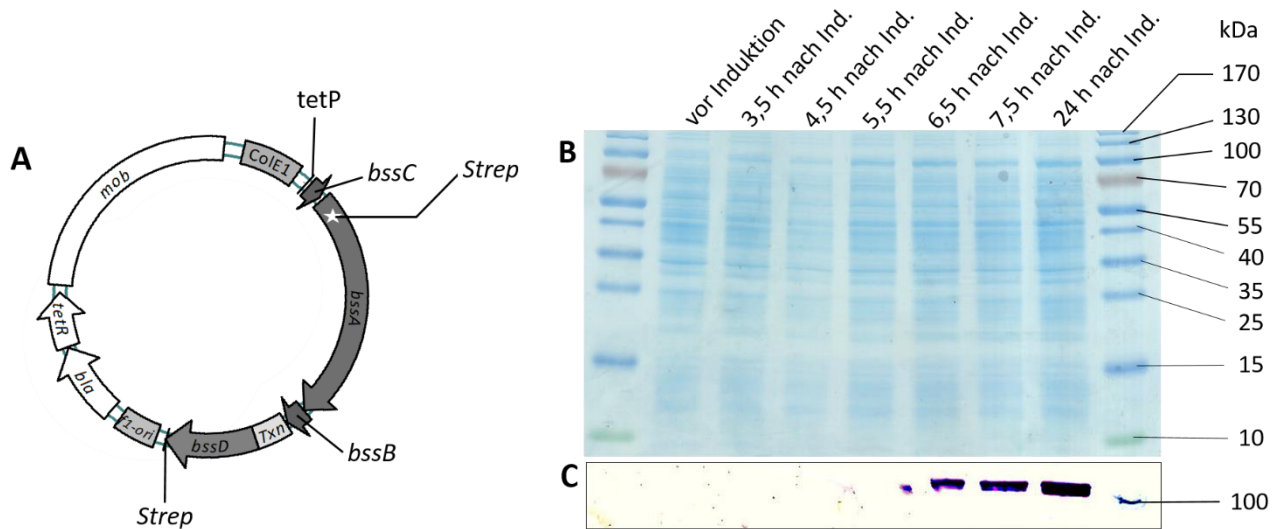 A
tetP
bssC
Strep
ColE1
mob
bssA
tetR
bla
f1-ori
bssD
Txn
bssB
Strep
B
vor Induktion
3,5 h nach Ind.
4,5 h nach Ind.
5,5 h nach Ind.
6,5 h nach Ind.
7,5 h nach Ind.
24 h nach Ind.
kDa
170
130
100
70
55
40
35
25
15
10
C
100